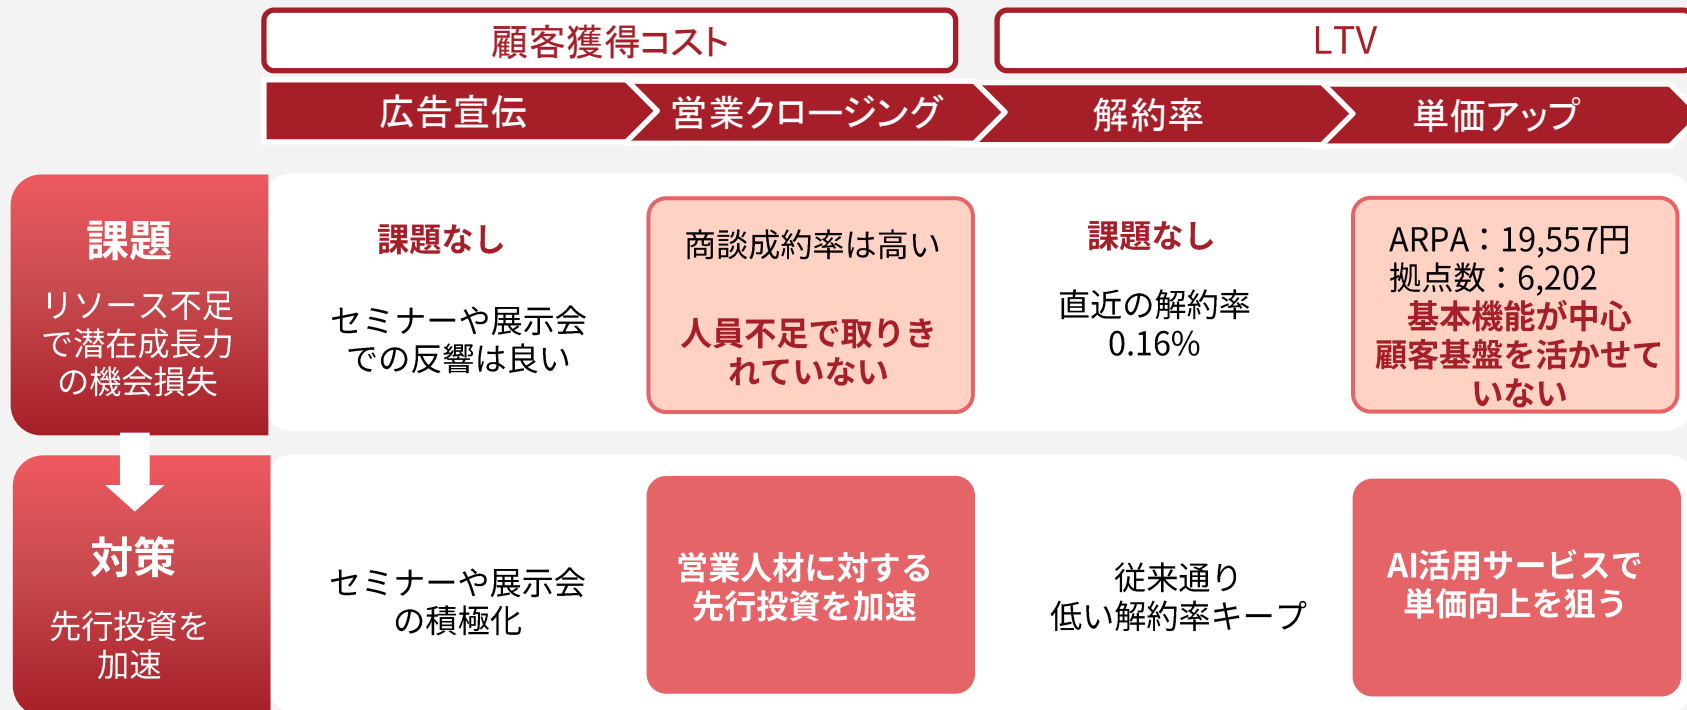 顧客獲得コスト
LTV
広告宣伝
営業クロージング
解約率
単価アップ
課題
リソース不足
で潜在成長力
の機会損失
課題なし
セミナーや展示会
での反響は良い
商談成約率は高い
人員不足で取りき
れていない
課題なし
直近の解約率
0.16%
ARPA：19,557円
拠点数：6,202
基本機能が中心
顧客基盤を活かせて
いない
対策
先行投資を
加速
セミナーや展示会
の積極化
営業人材に対する
先行投資を加速
従来通り
低い解約率キープ
AI活用サービスで
単価向上を狙う